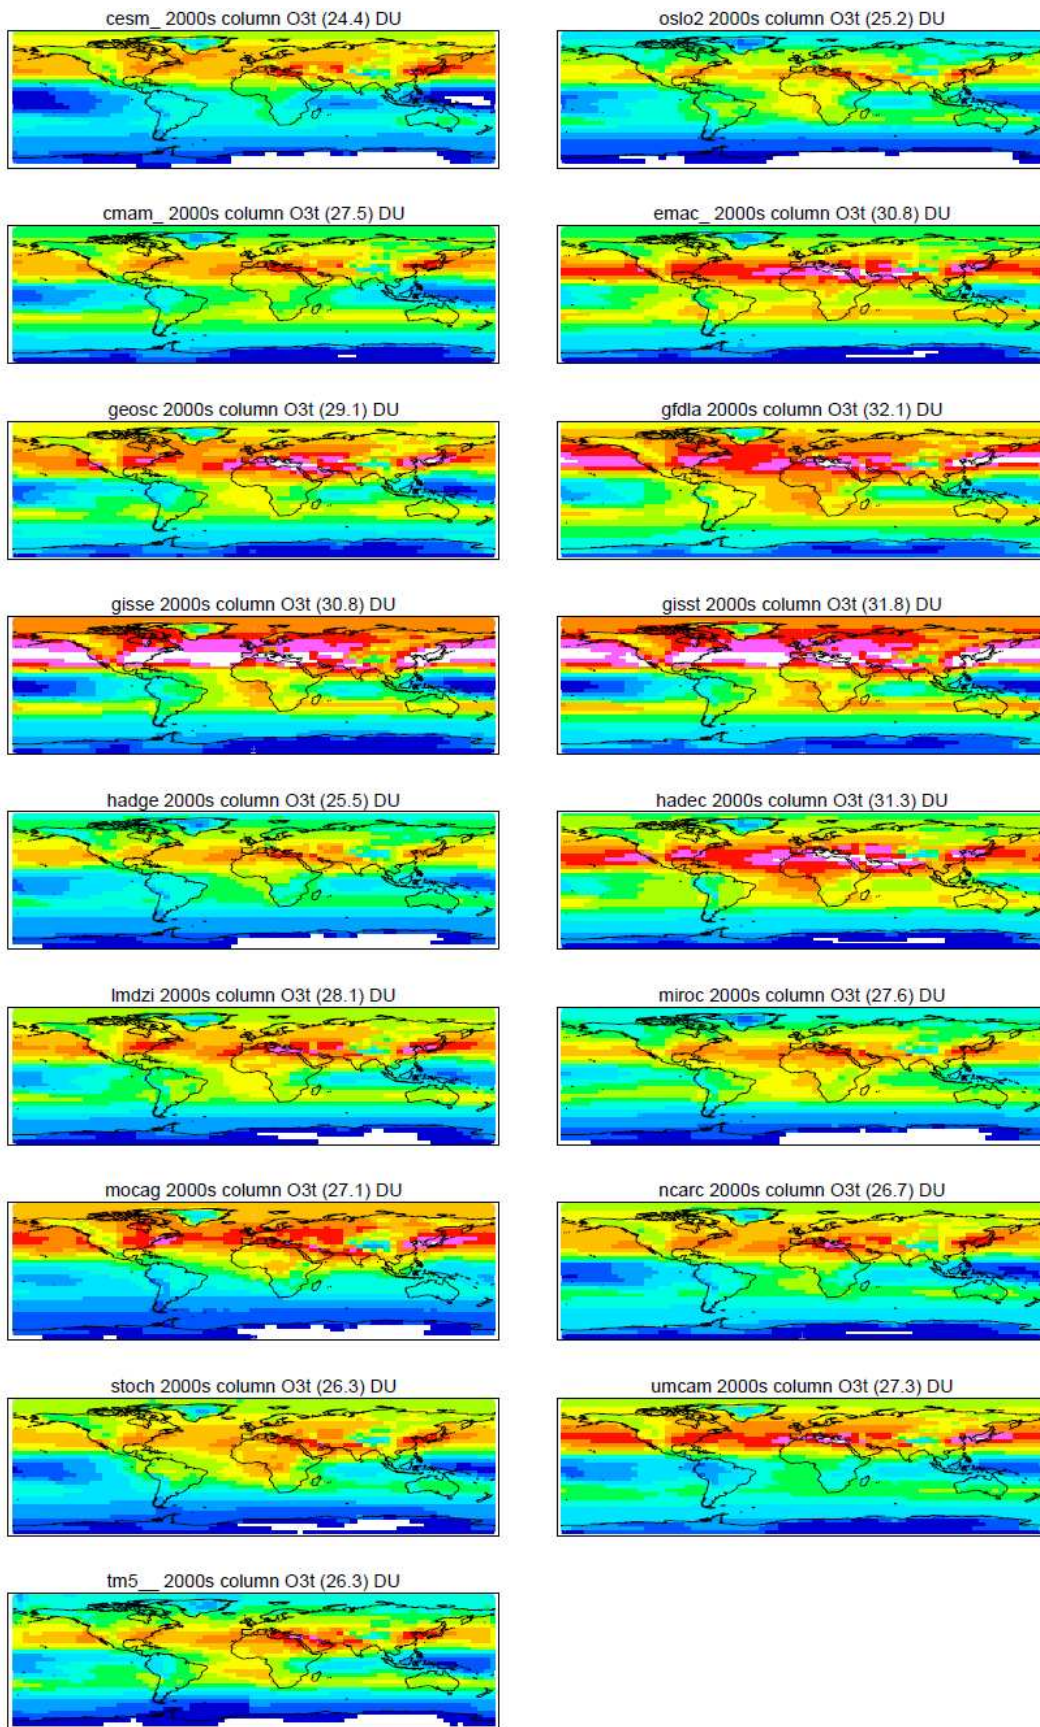 cesm_ 2000s column O3t (24.4) DU
oslo2 2000s column O3t (25.2) DU
cmam_ 2000s column O3t (27.5) DU
emac_ 2000s column O3t (30.8) DU
geosc 2000s column O3t (29.1) DU
gfdla 2000s column O3t (32.1) DU
gisse 2000s column O3t (30.8) DU
gisst 2000s column O3t (31.8) DU
hadge 2000s column O3t (25.5) DU
hadec 2000s column O3t (31.3) DU
lmdzi 2000s column O3t (28.1) DU
miroc 2000s column O3t (27.6) DU
mocag 2000s column O3t (27.1) DU
ncarc 2000s column O3t (26.7) DU
stoch 2000s column O3t (26.3) DU
umcam 2000s column O3t (27.3) DU
tm5__ 2000s column O3t (26.3) DU